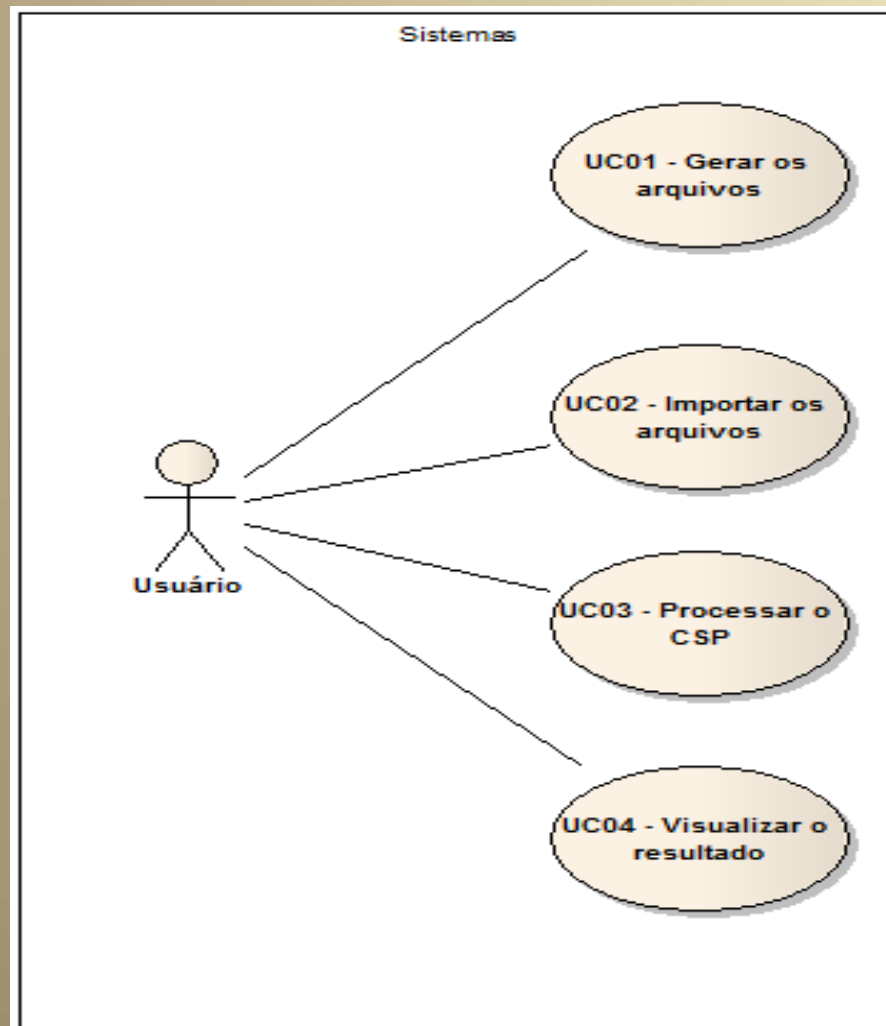 Sistemas
UC01 - Gerar os
arquivos
UC02 - Importar os
arquivos
Usuário
UC03 - Processar o
CSP
UC04 - Visualizar o
resultado